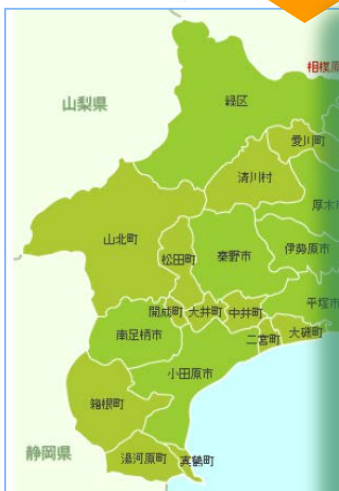 相模原
山梨県
緑区
愛川町
清川村
厚木市
山北町
松田町
秦野市
伊勢原市
開成町
大井町
中井町
平塚市
南足柄市
二宮町
大磯町
小田原市
箱根町
静岡県
湯河原町
真鶴町